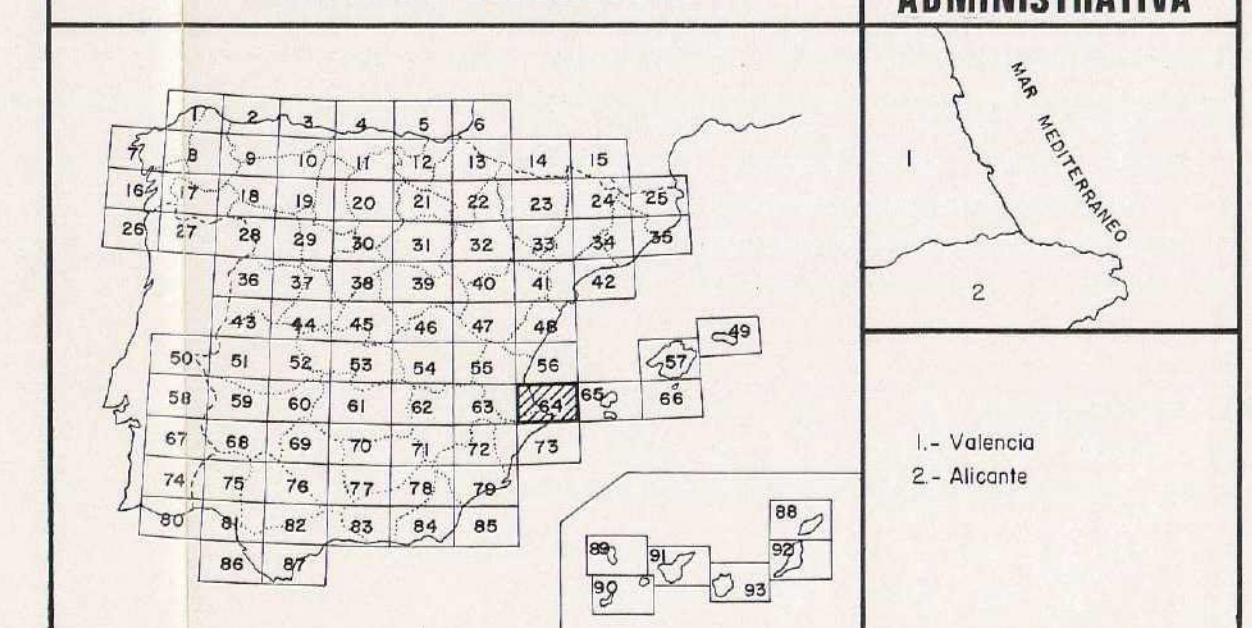 ADMINISTRATIVA
1 2 3 4 5 6
7 8 9 10 11 12 13 14 15
16 17 18 19 20 21 22 23 24 25
26 27 28 29 30 31 32 33 34 35
36 37 38 39 40 41 42
43 44 45 46 47 48 49
50 51 52 53 54 55 56 57
58 59 60 61 62 63 64 65 66
67 68 69 70 71 72 73
74 75 76 77 78 79
80 81 82 83 84 85
86 87
88
89 91 92
90 93
MAR MEDITERRANEO
1
2
1.- Valencia
2.- Alicante